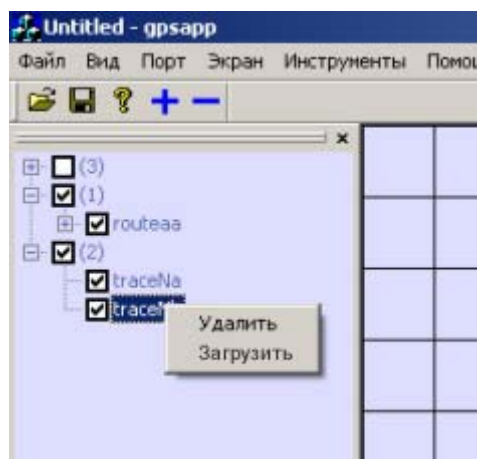 Untitled - gpsapp
Файл Вид Порт Экран Инструменты
(3)
(1)
routeaa
(2)
traceNa
Удалить
Загрузить